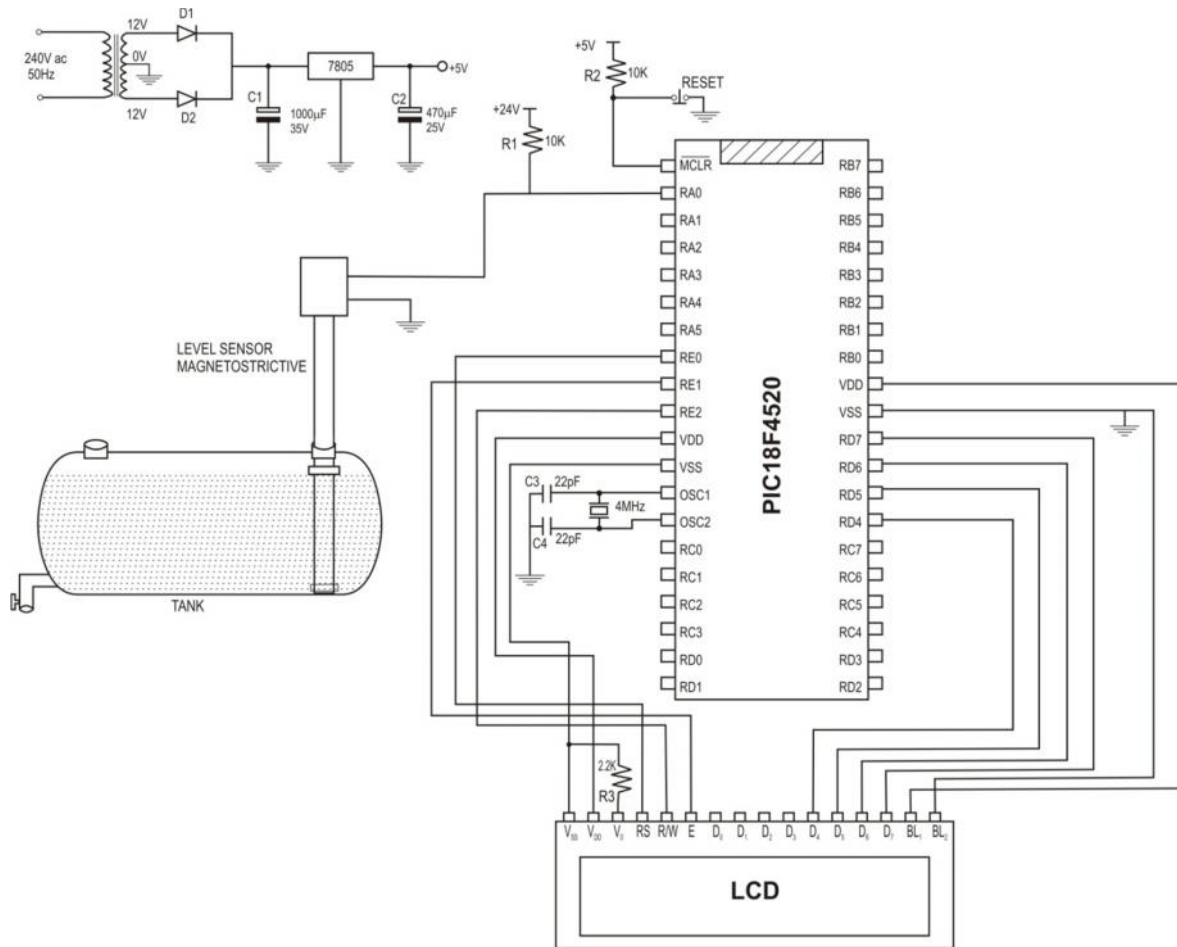 D1
12V
240V ac
50Hz
0V
12V
D2
7805
+5V
C1
1000µF
35V
C2
470µF
25V
+5V
R2
10K
RESET
+24V
R1
10K
MCLR
RA0
RA1
RA2
RA3
RA4
RA5
RE0
RE1
RE2
VDD
VSS
OSC1
OSC2
RC0
RC1
RC2
RC3
RD0
RD1
PIC18F4520
RB7
RB6
RB5
RB4
RB3
RB2
RB1
RB0
VDD
VSS
RD7
RD6
RD5
RD4
RC7
RC6
RC5
RC4
RD3
RD2
LEVEL SENSOR
MAGNETOSTRICTIVE
TANK
C3
22pF
4MHz
C4
22pF
2.2K
R3
VSS VDD V0 RS R/W E D0 D1 D2 D3 D4 D5 D6 D7 BL1 BL2
LCD